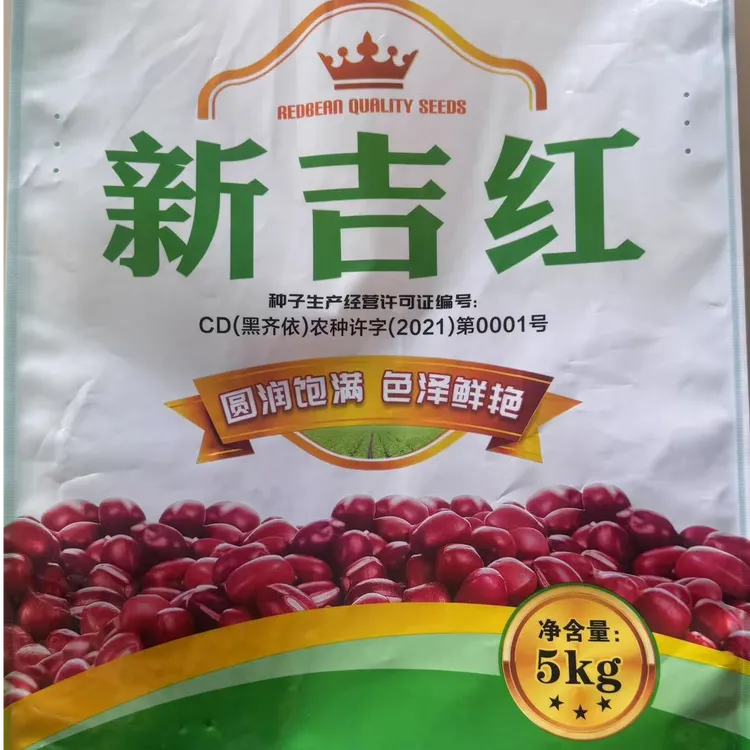 REDBEAN QUALITY SEEDS
新吉红
种子生产经营许可证编号:
CD(黑齐依)农种许字(2021)第0001号
圆润饱满 色泽鲜艳
净含量:
5kg